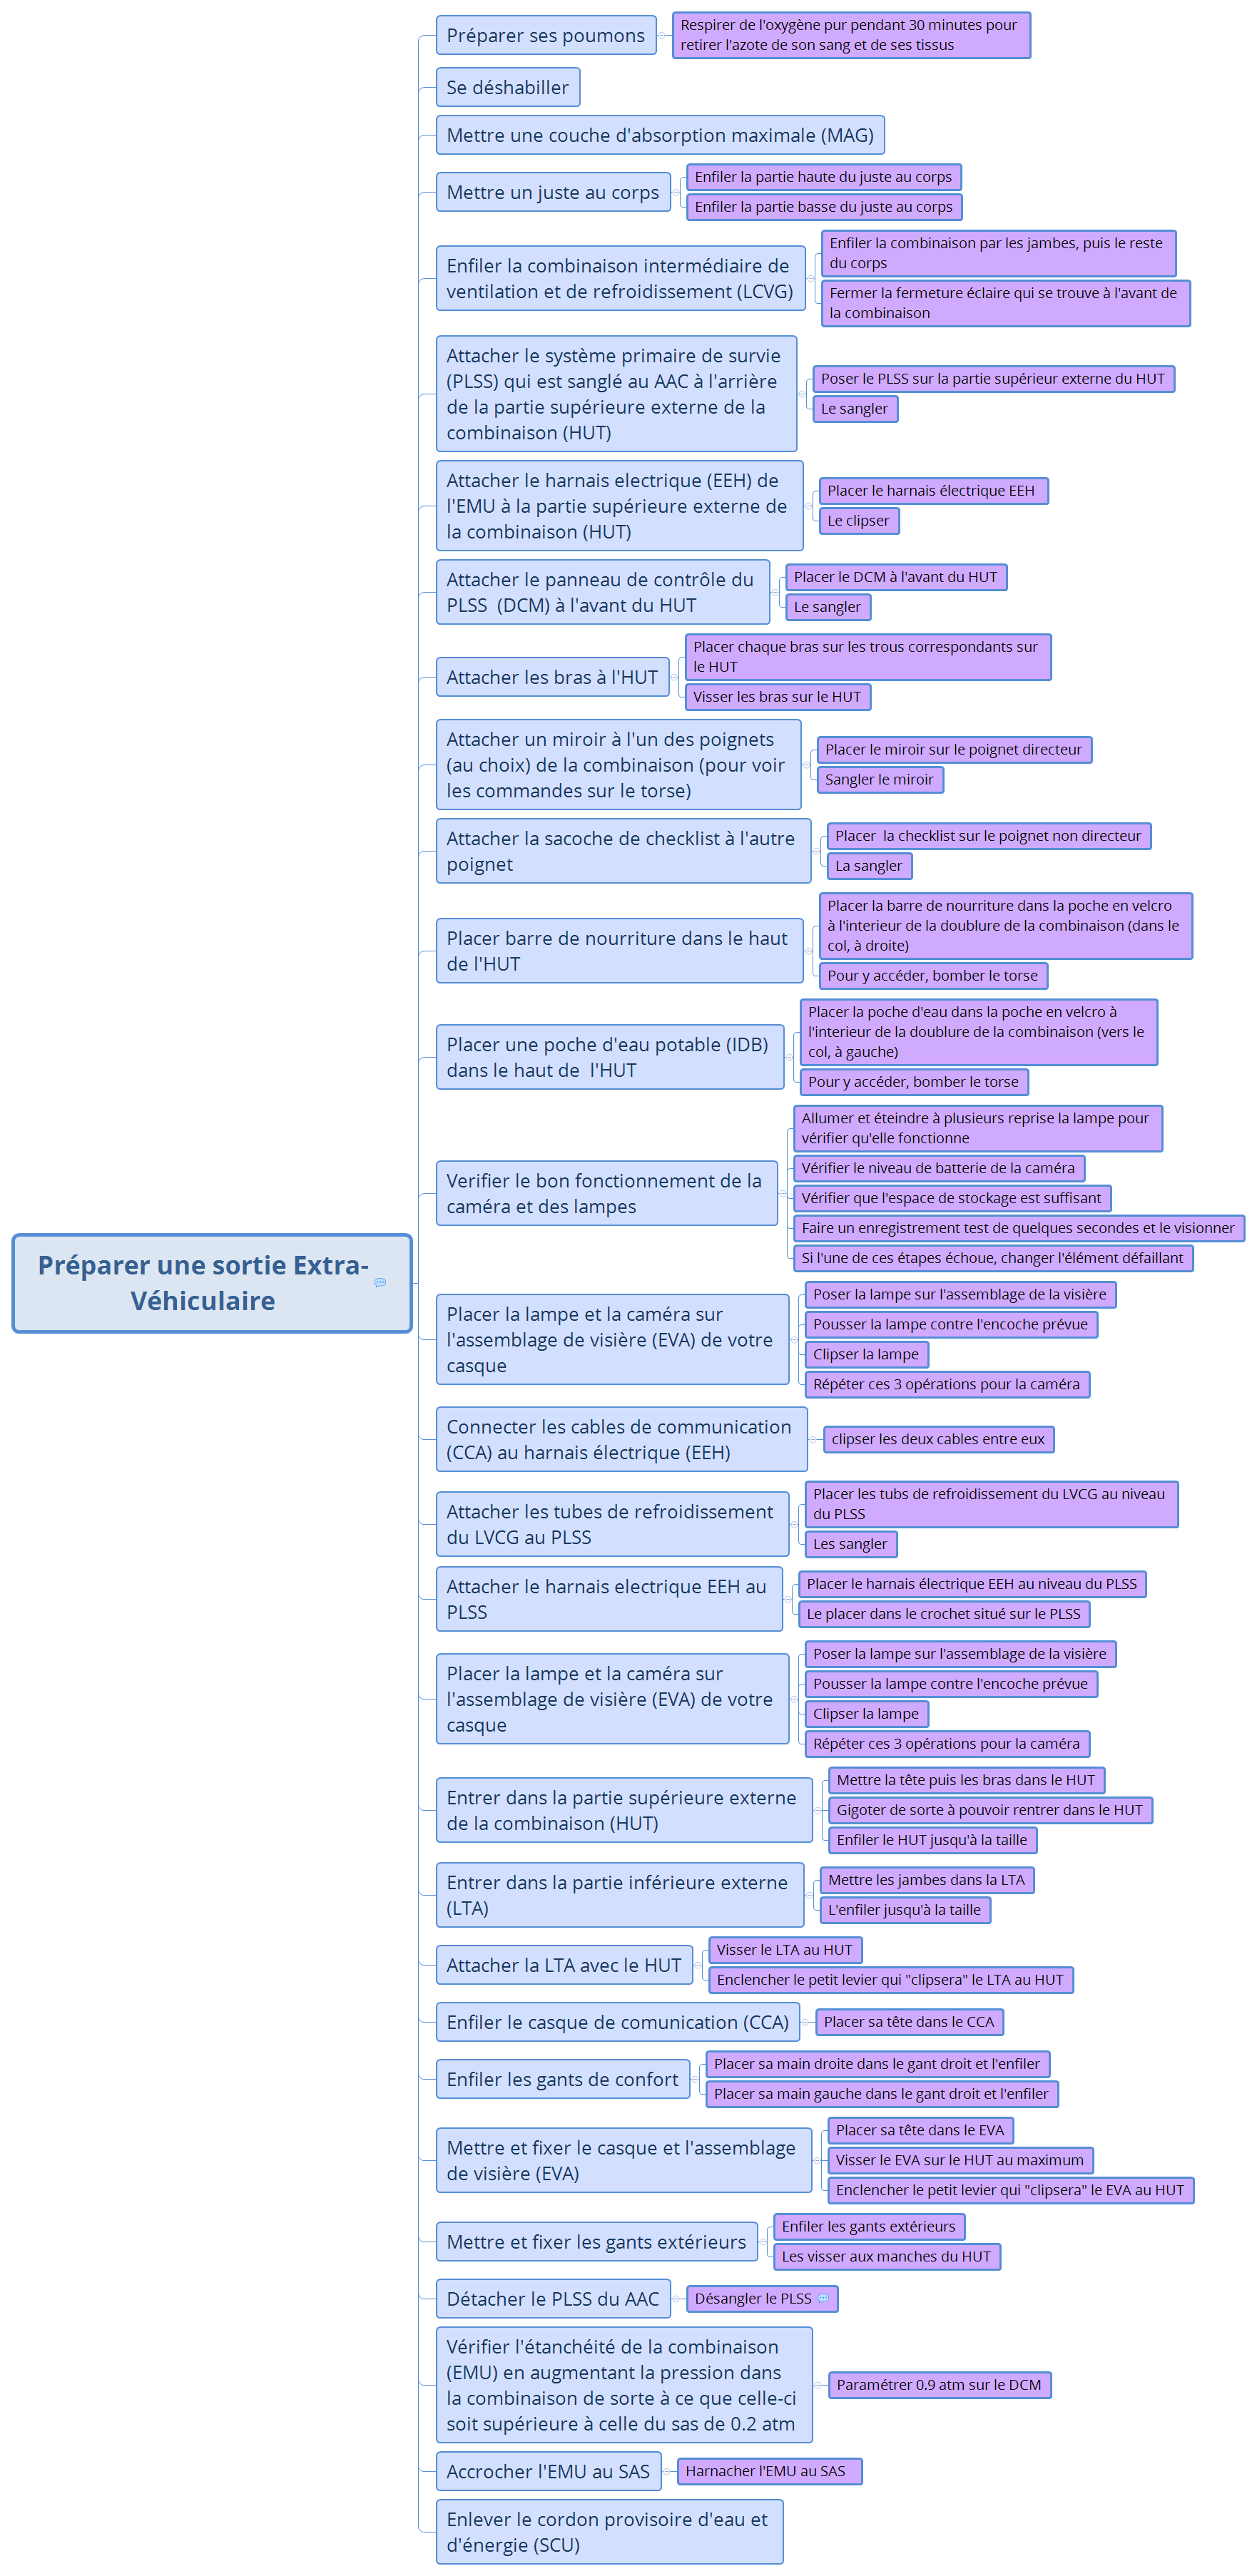 Préparer une sortie Extra-
Véhiculaire
Préparer ses poumons
Respirer de l'oxygène pur pendant 30 minutes pour
retirer l'azote de son sang et de ses tissus
Se déshabiller
Mettre une couche d'absorption maximale (MAG)
Mettre un juste au corps
Enfiler la partie haute du juste au corps
Enfiler la partie basse du juste au corps
Enfiler la combinaison intermédiaire de
ventilation et de refroidissement (LCVG)
Enfiler la combinaison par les jambes, puis le reste
du corps
Fermer la fermeture éclaire qui se trouve à l'avant de
la combinaison
Attacher le système primaire de survie
(PLSS) qui est sanglé au AAC à l'arrière
de la partie supérieure externe de la
combinaison (HUT)
Poser le PLSS sur la partie supérieur externe du HUT
Le sangler
Attacher le harnais electrique (EEH) de
l'EMU à la partie supérieure externe de
la combinaison (HUT)
Placer le harnais électrique EEH
Le clipser
Attacher le panneau de contrôle du
PLSS  (DCM) à l'avant du HUT
Placer le DCM à l'avant du HUT
Le sangler
Attacher les bras à l'HUT
Placer chaque bras sur les trous correspondants sur
le HUT
Visser les bras sur le HUT
Attacher un miroir à l'un des poignets
(au choix) de la combinaison (pour voir
les commandes sur le torse)
Placer le miroir sur le poignet directeur
Sangler le miroir
Attacher la sacoche de checklist à l'autre
poignet
Placer  la checklist sur le poignet non directeur
La sangler
Placer barre de nourriture dans le haut
de l'HUT
Placer la barre de nourriture dans la poche en velcro
à l'interieur de la doublure de la combinaison (dans le
col, à droite)
Pour y accéder, bomber le torse
Placer une poche d'eau potable (IDB)
dans le haut de  l'HUT
Placer la poche d'eau dans la poche en velcro à
l'interieur de la doublure de la combinaison (vers le
col, à gauche)
Pour y accéder, bomber le torse
Verifier le bon fonctionnement de la
caméra et des lampes
Allumer et éteindre à plusieurs reprise la lampe pour
vérifier qu'elle fonctionne
Vérifier le niveau de batterie de la caméra
Vérifier que l'espace de stockage est suffisant
Faire un enregistrement test de quelques secondes et le visionner
Si l'une de ces étapes échoue, changer l'élément défaillant
Placer la lampe et la caméra sur
l'assemblage de visière (EVA) de votre
casque
Poser la lampe sur l'assemblage de la visière
Pousser la lampe contre l'encoche prévue
Clipser la lampe
Répéter ces 3 opérations pour la caméra
Connecter les cables de communication
(CCA) au harnais électrique (EEH)
clipser les deux cables entre eux
Attacher les tubes de refroidissement
du LVCG au PLSS
Placer les tubs de refroidissement du LVCG au niveau
du PLSS
Les sangler
Attacher le harnais electrique EEH au
PLSS
Placer le harnais électrique EEH au niveau du PLSS
Le placer dans le crochet situé sur le PLSS
Placer la lampe et la caméra sur
l'assemblage de visière (EVA) de votre
casque
Poser la lampe sur l'assemblage de la visière
Pousser la lampe contre l'encoche prévue
Clipser la lampe
Répéter ces 3 opérations pour la caméra
Entrer dans la partie supérieure externe
de la combinaison (HUT)
Mettre la tête puis les bras dans le HUT
Gigoter de sorte à pouvoir rentrer dans le HUT
Enfiler le HUT jusqu'à la taille
Entrer dans la partie inférieure externe
(LTA)
Mettre les jambes dans la LTA
L'enfiler jusqu'à la taille
Attacher la LTA avec le HUT
Visser le LTA au HUT
Enclencher le petit levier qui "clipsera" le LTA au HUT
Enfiler le casque de comunication (CCA)
Placer sa tête dans le CCA
Enfiler les gants de confort
Placer sa main droite dans le gant droit et l'enfiler
Placer sa main gauche dans le gant droit et l'enfiler
Mettre et fixer le casque et l'assemblage
de visière (EVA)
Placer sa tête dans le EVA
Visser le EVA sur le HUT au maximum
Enclencher le petit levier qui "clipsera" le EVA au HUT
Mettre et fixer les gants extérieurs
Enfiler les gants extérieurs
Les visser aux manches du HUT
Détacher le PLSS du AAC
Désangler le PLSS
Vérifier l'étanchéité de la combinaison
(EMU) en augmentant la pression dans
la combinaison de sorte à ce que celle-ci
soit supérieure à celle du sas de 0.2 atm
Paramétrer 0.9 atm sur le DCM
Accrocher l'EMU au SAS
Harnacher l'EMU au SAS
Enlever le cordon provisoire d'eau et
d'énergie (SCU)